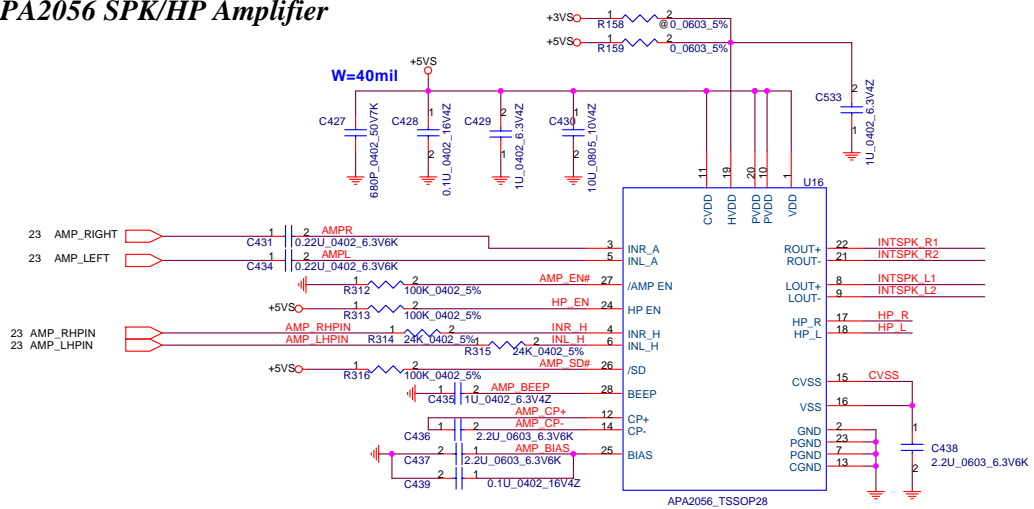 PA2056 SPK/HP Amplifier
+3VS 1 R158 2 @0_0603_5%
+5VS 1 R159 2 0_0603_5%
W=40mil
+5VS
C427 680P_0402_50V7K
C428 1 2 0.1U_0402_16V4Z
C429 2 1 1U_0402_6.3V4Z
C430 1 2 10U_0805_10V4Z
C533 2 1 1U_0402_6.3V4Z
11 19 20 10 1
CVDD HVDD PVDD PVDD VDD
U16
23 AMP_RIGHT 1 2 AMPR 3 INR_A
C431 0.22U_0402_6.3V6K
23 AMP_LEFT 1 2 AMPL 5 INL_A
C434 0.22U_0402_6.3V6K
1 2 AMP_EN# 27 /AMP EN
R312 100K_0402_5%
+5VS 1 2 HP_EN 24 HP EN
R313 100K_0402_5%
23 AMP_RHPIN AMP_RHPIN 1 2 INR_H 4 INR_H
R314 24K_0402_5%
23 AMP_LHPIN AMP_LHPIN 1 2 INL_H 6 INL_H
R315 24K_0402_5%
+5VS 1 2 AMP_SD# 26 /SD
R316 100K_0402_5%
1 2 AMP_BEEP 28 BEEP
C435 1U_0402_6.3V4Z
AMP_CP+ 12 CP+
1 2 AMP_CP- 14 CP-
C436 2.2U_0603_6.3V6K
2 1 AMP_BIAS 25 BIAS
C437 2.2U_0603_6.3V6K
2 1
C439 0.1U_0402_16V4Z
ROUT+ 22 INTSPK_R1
ROUT- 21 INTSPK_R2
LOUT+ 8 INTSPK_L1
LOUT- 9 INTSPK_L2
HP_R 17 HP_R
HP_L 18 HP_L
CVSS 15 CVSS
VSS 16
GND 2
PGND 23
PGND 7
CGND 13
1 C438
2 2.2U_0603_6.3V6K
APA2056_TSSOP28